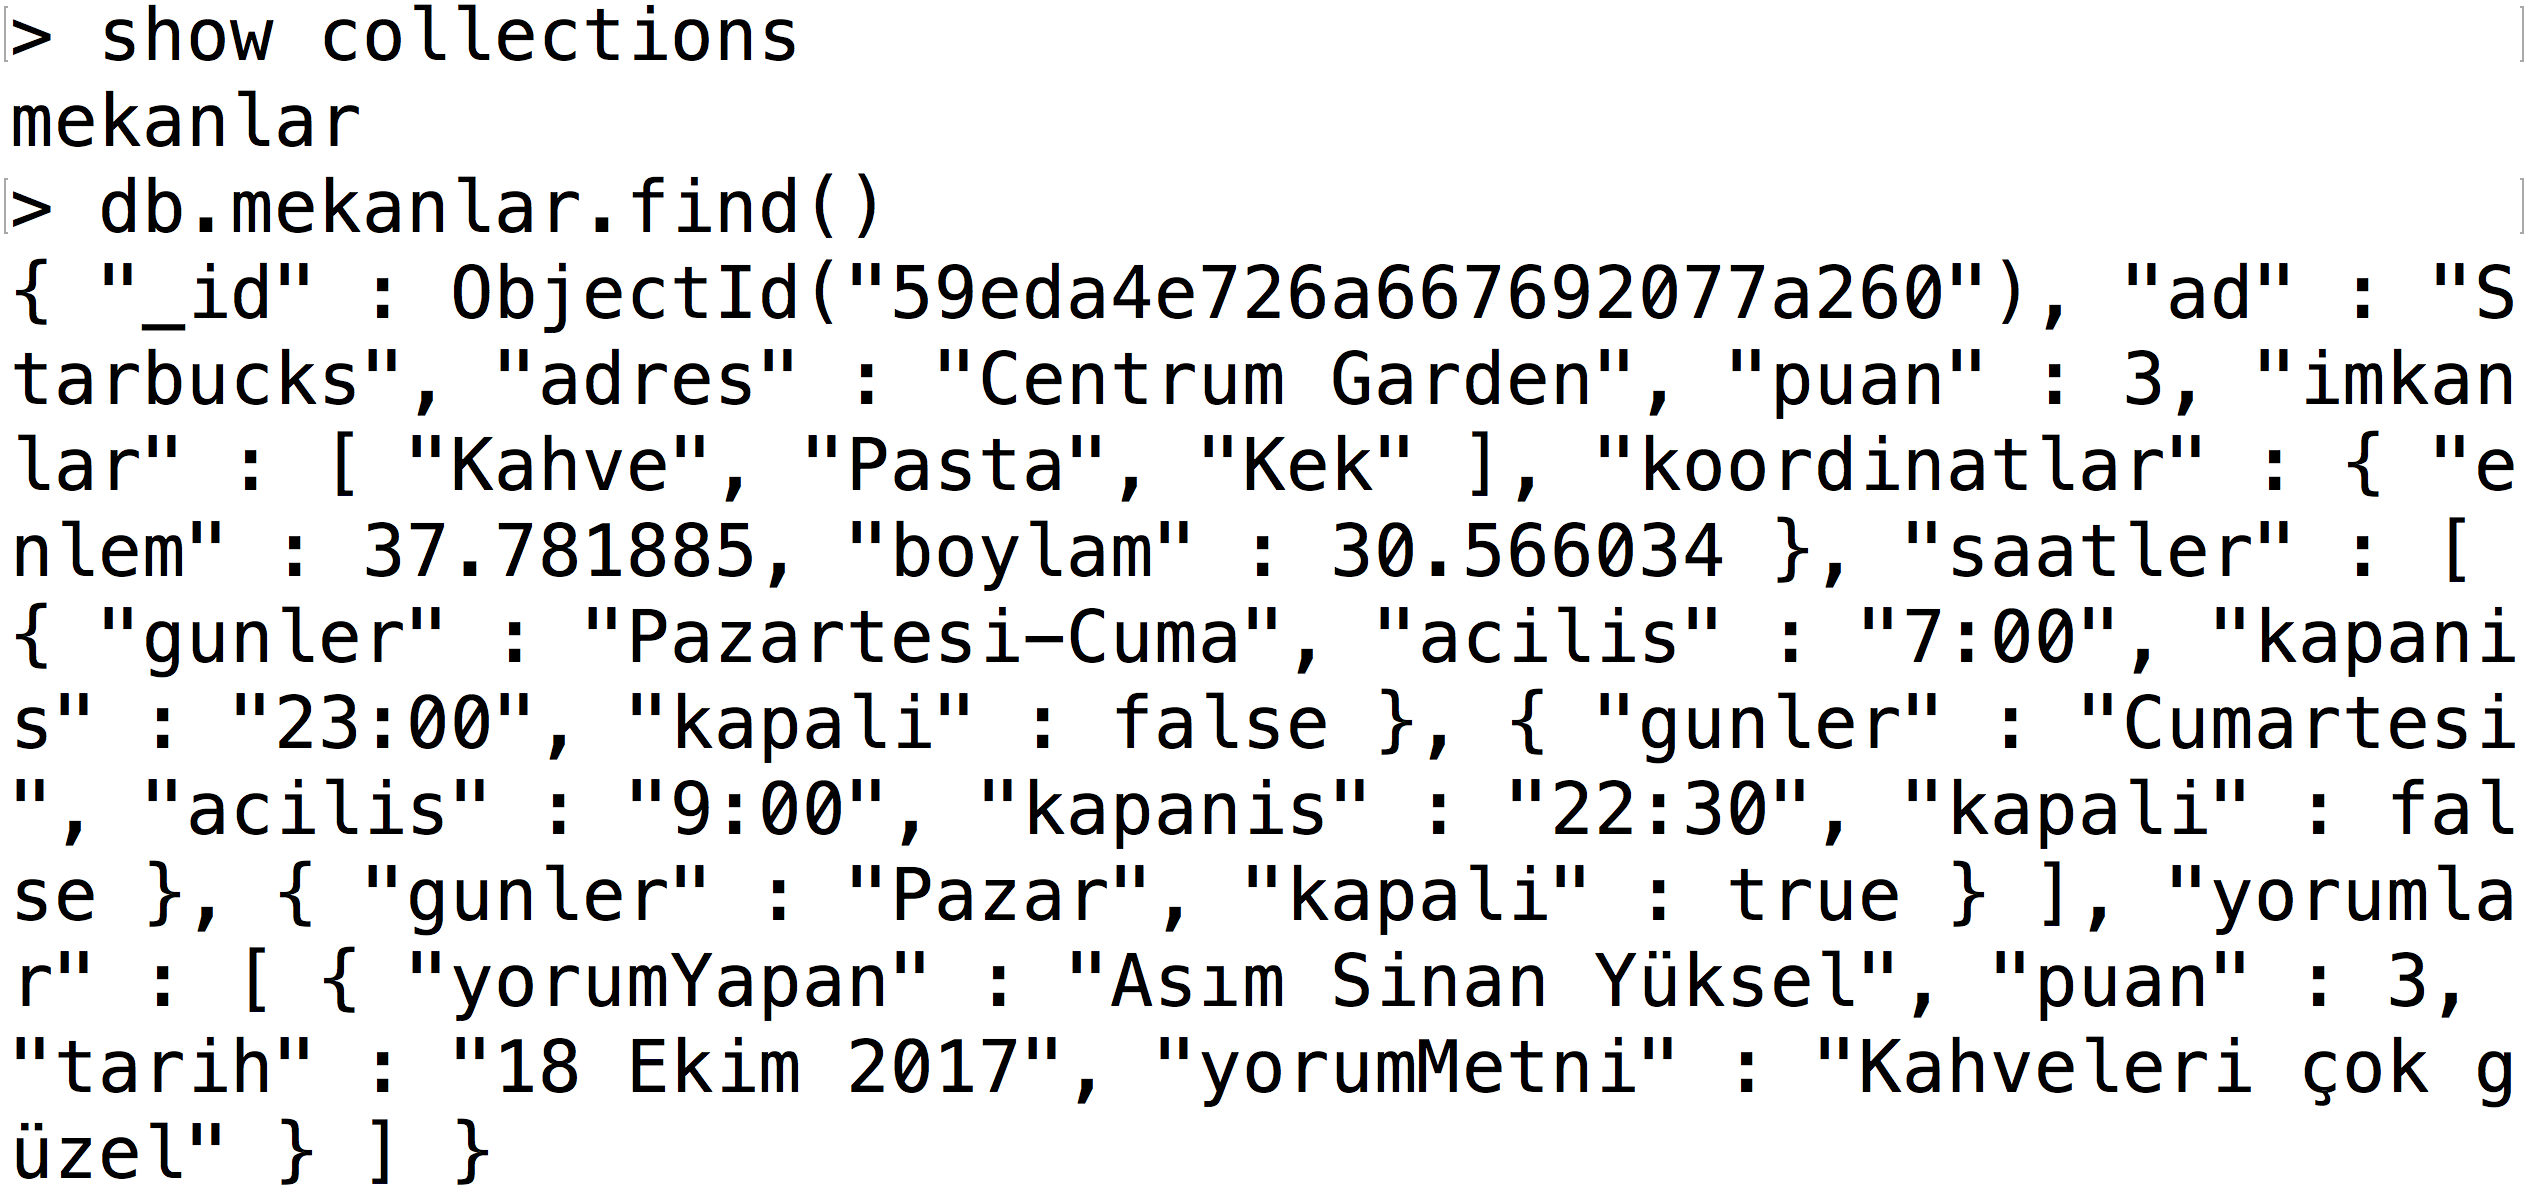 > show collections
mekanlar
> db.mekanlar.find()
{ "_id" : ObjectId("59eda4e726a667692077a260"), "ad" : "S
tarbucks", "adres" : "Centrum Garden", "puan" : 3, "imkan
lar" : [ "Kahve", "Pasta", "Kek" ], "koordinatlar" : { "e
nlem" : 37.781885, "boylam" : 30.566034 }, "saatler" : [
{ "gunler" : "Pazartesi-Cuma", "acilis" : "7:00", "kapani
s" : "23:00", "kapali" : false }, { "gunler" : "Cumartesi
", "acilis" : "9:00", "kapanis" : "22:30", "kapali" : fal
se }, { "gunler" : "Pazar", "kapali" : true } ], "yorumla
r" : [ { "yorumYapan" : "Asım Sinan Yüksel", "puan" : 3,
"tarih" : "18 Ekim 2017", "yorumMetni" : "Kahveleri çok g
üzel" } ] }